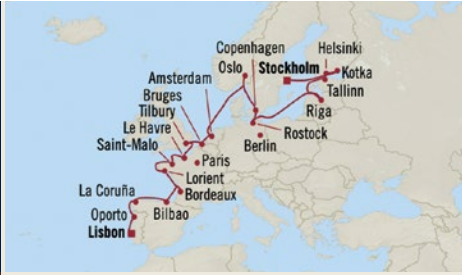 Copenhagen
Helsinki
Oslo
Stockholm
Kotka
Amsterdam
Tallinn
Bruges
Riga
Tilbury
Le Havre
Rostock
Saint-Malo
Berlin
Paris
Lorient
La Coruña
Bordeaux
Oporto
Bilbao
Lisbon